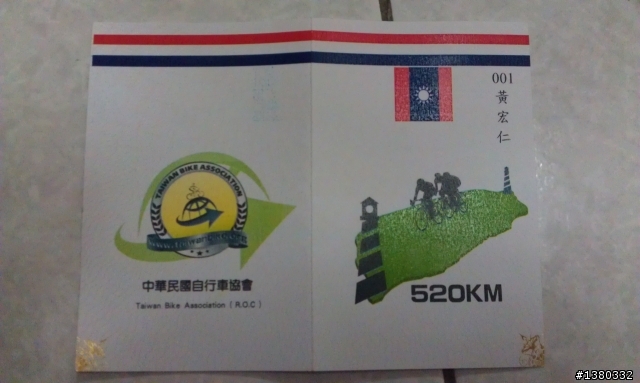 TAIWAN BIKE ASSOCIATION
中華民國自行車協會
Taiwan Bike Association ( R.O.C )
001
黃宏仁
520KM
#1380332